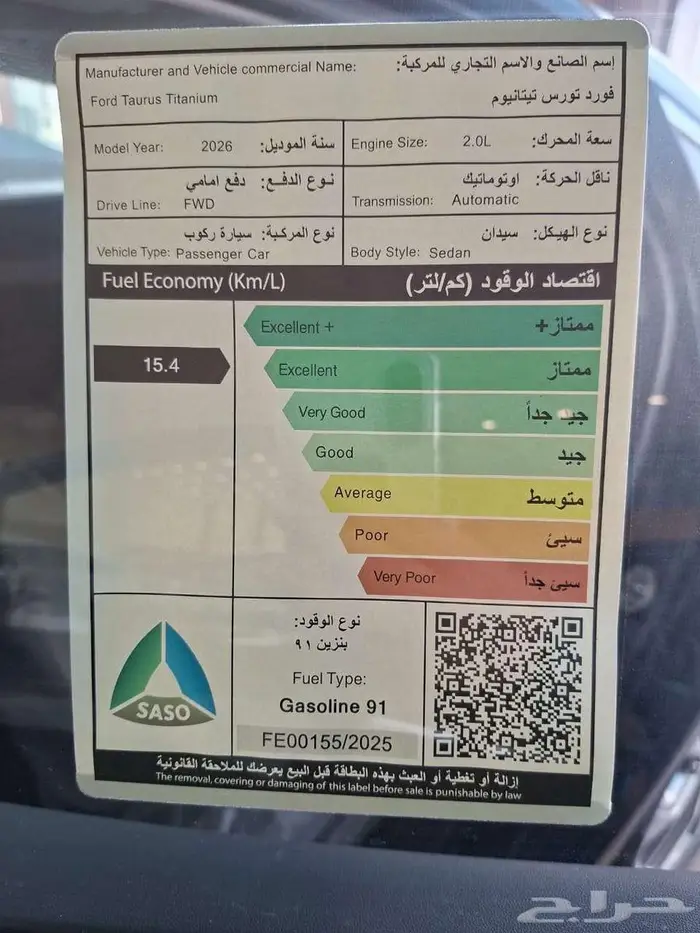 Manufacturer and Vehicle commercial Name: إسم الصانع والاسم التجاري للمركبة:
Ford Taurus Titanium فورد تورس تيتانيوم
Model Year: 2026 سنة الموديل: Engine Size: 2.0L سعة المحرك:
نوع الدفع: دفع امامي ناقل الحركة: اوتوماتيك
Drive Line: FWD Transmission: Automatic
نوع المركبة: سيارة ركوب نوع الهيكل: سيدان
Vehicle Type: Passenger Car Body Style: Sedan
Fuel Economy (Km/L) اقتصاد الوقود (كم/لتر)
Excellent + ممتاز+
15.4 Excellent ممتاز
Very Good جيد جداً
Good جيد
Average متوسط
Poor سيئ
Very Poor سيئ جداً
نوع الوقود:
بنزين ٩١
Fuel Type:
Gasoline 91
SASO
FE00155/2025
إزالة أو تغطية أو العبث بهذه البطاقة قبل البيع يعرضك للملاحقة القانونية
The removal, covering or damaging of this label before sale is punishable by law
حراج